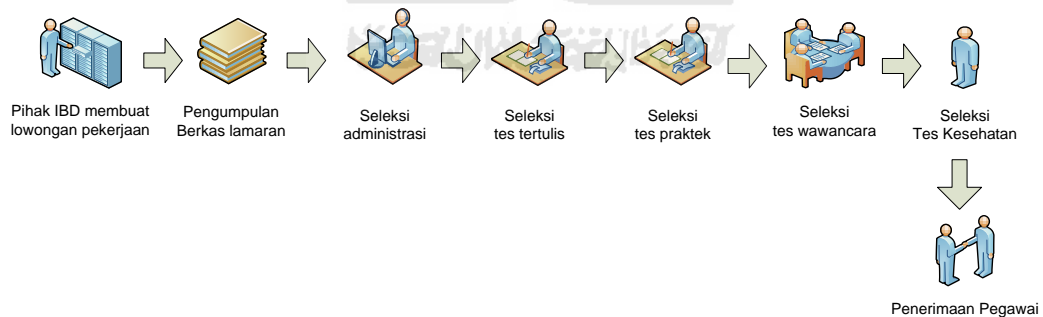 Pihak IBD membuat
lowongan pekerjaan
Pengumpulan
Berkas lamaran
Seleksi
administrasi
Seleksi
tes tertulis
Seleksi
tes praktek
Seleksi
tes wawancara
Seleksi
Tes Kesehatan
Penerimaan Pegawai